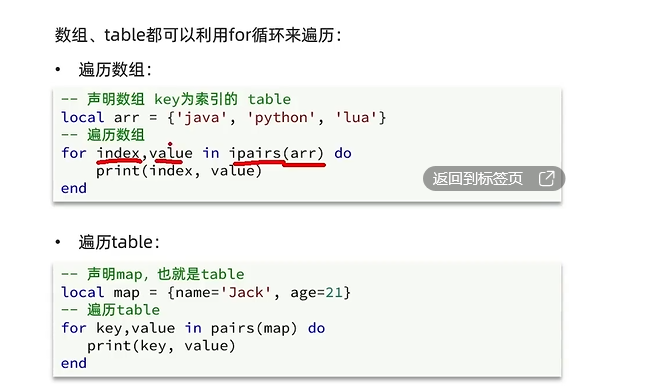 数组、table都可以利用for循环来遍历：
• 遍历数组：
-- 声明数组 key为索引的 table
local arr = {'java', 'python', 'lua'}
-- 遍历数组
for index,value in ipairs(arr) do
    print(index, value)
end
返回到标签页
• 遍历table：
-- 声明map，也就是table
local map = {name='Jack', age=21}
-- 遍历table
for key,value in pairs(map) do
   print(key, value)
end